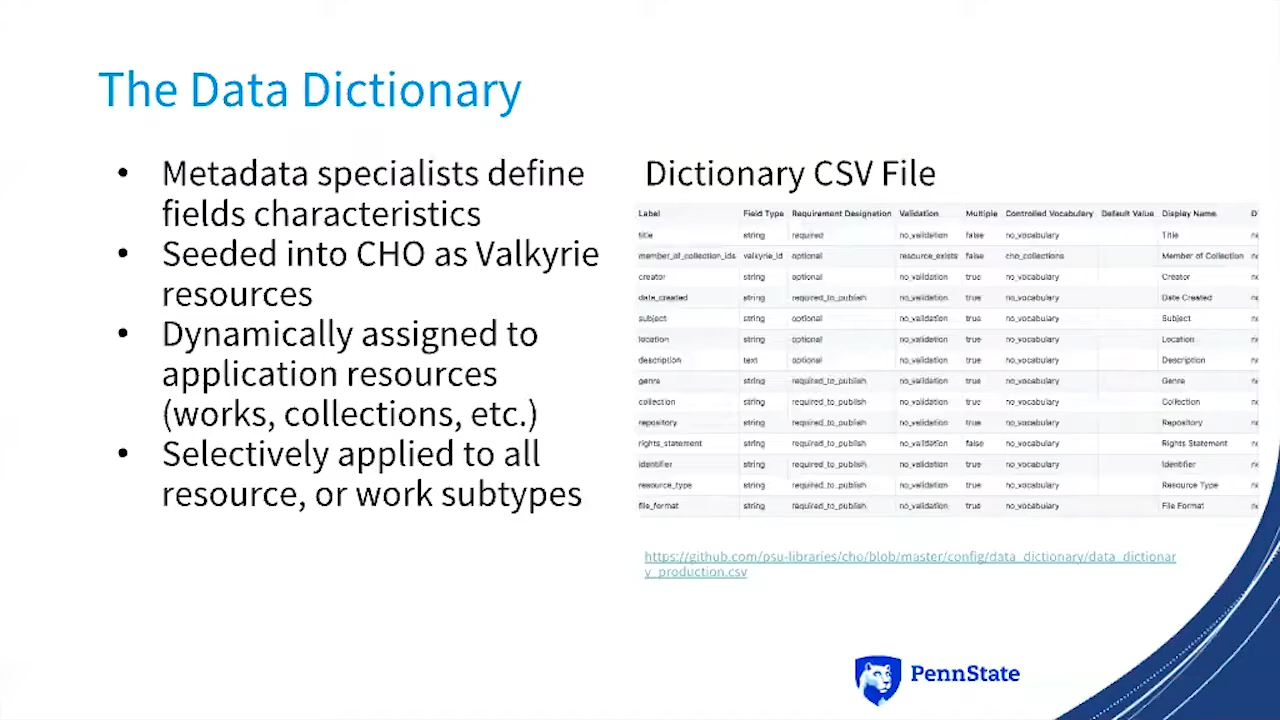 The Data Dictionary
• Metadata specialists define
fields characteristics
• Seeded into CHO as Valkyrie
resources
• Dynamically assigned to
application resources
(works, collections, etc.)
• Selectively applied to all
resource, or work subtypes
Dictionary CSV File
Label Field Type Requirement Designation Validation Multiple Controlled Vocabulary Default Value Display Name
title string required no_validation false no_vocabulary Title
member_of_collection_ids valkyrie_id optional resource_exists false cho_collections Member of Collection
creator string optional no_validation true no_vocabulary Creator
date_created string required_to_publish no_validation true no_vocabulary Date Created
subject string optional no_validation true no_vocabulary Subject
location string optional no_validation true no_vocabulary Location
description text optional no_validation true no_vocabulary Description
genre string required_to_publish no_validation true no_vocabulary Genre
collection string required_to_publish no_validation true no_vocabulary Collection
repository string required_to_publish no_validation true no_vocabulary Repository
rights_statement string required_to_publish no_validation false no_vocabulary Rights Statement
identifier string required_to_publish no_validation true no_vocabulary Identifier
resource_type string required_to_publish no_validation true no_vocabulary Resource Type
file_format string required_to_publish no_validation true no_vocabulary File Format
https://github.com/psu-libraries/cho/blob/master/config/data_dictionary/data_dictionar
y_production.csv
PennState